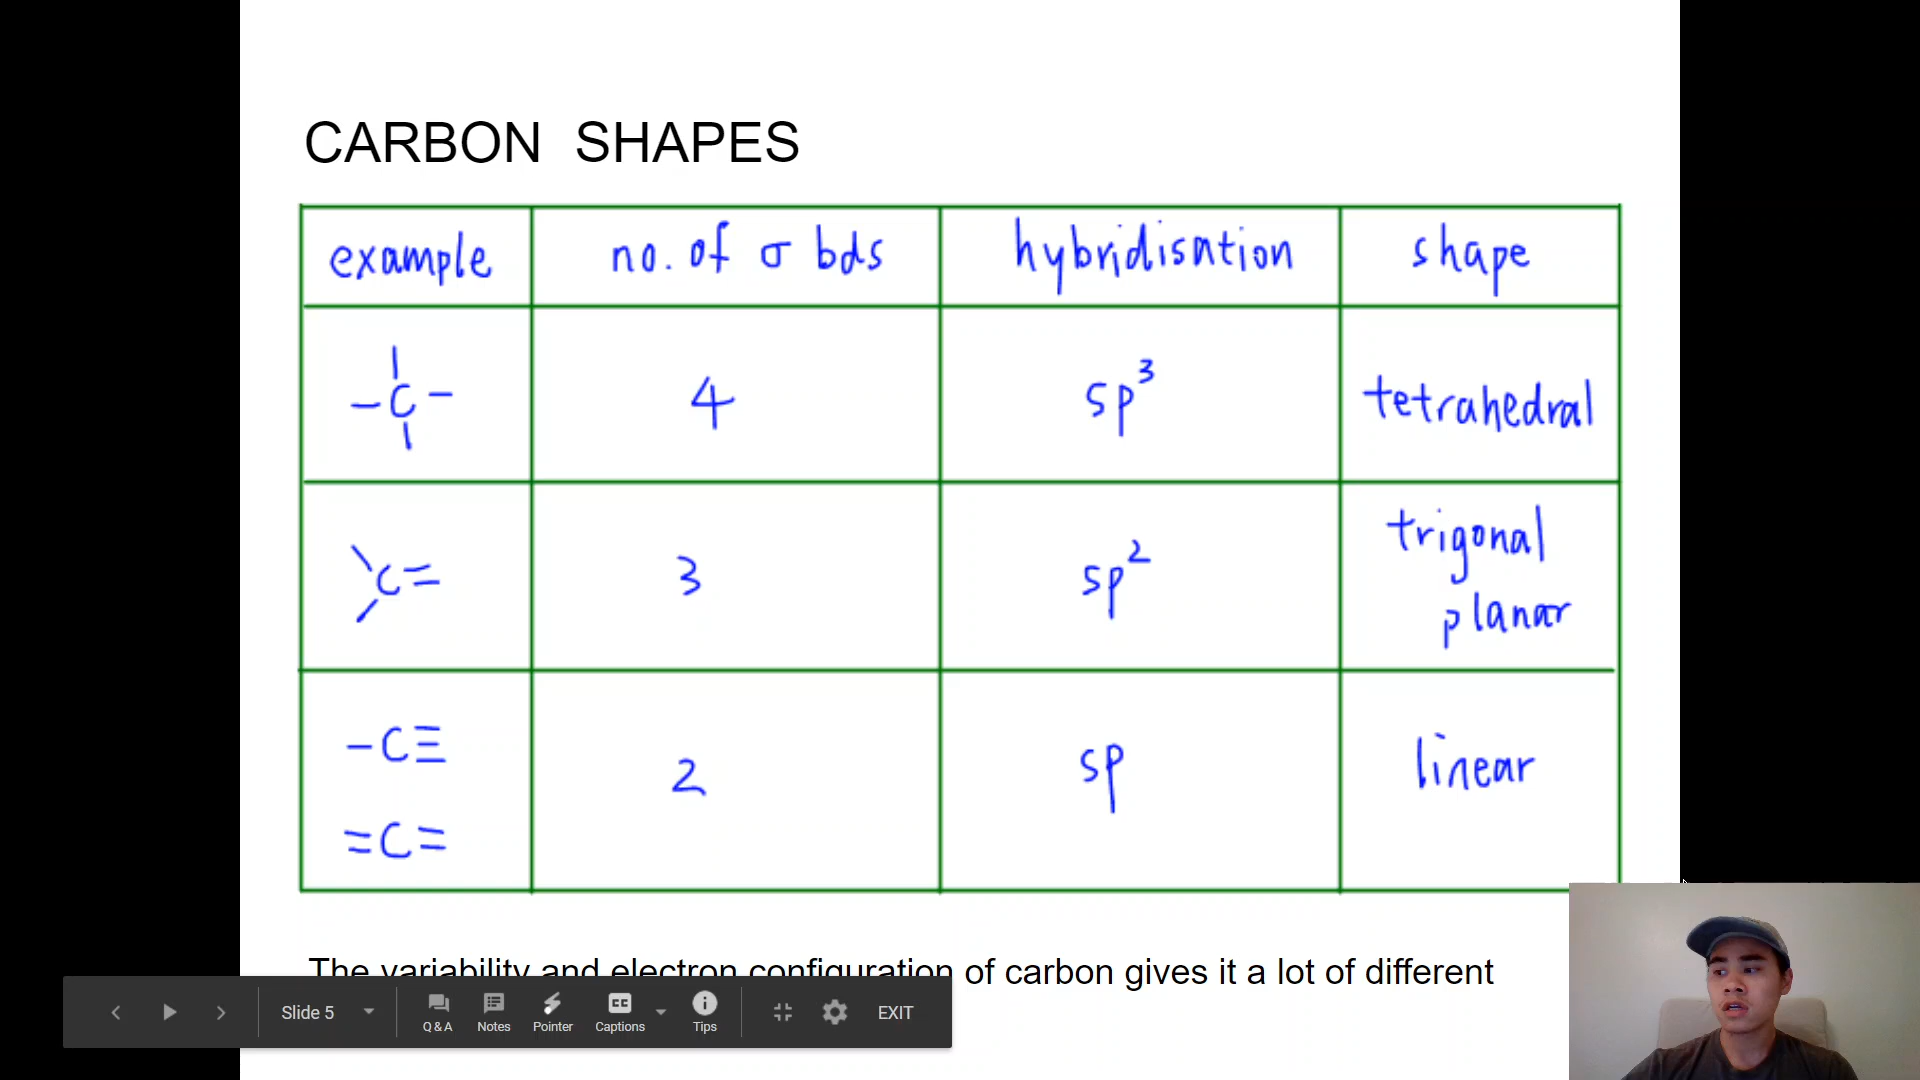 CARBON SHAPES
example no. of σ bds hybridisation shape
-C- 4 sp³ tetrahedral
C= 3 sp² trigonal
planar
-C≡
2 sp linear
=C=
The variability and electron configuration of carbon gives it a lot of different
Slide 5 Q&A Notes Pointer Captions Tips EXIT